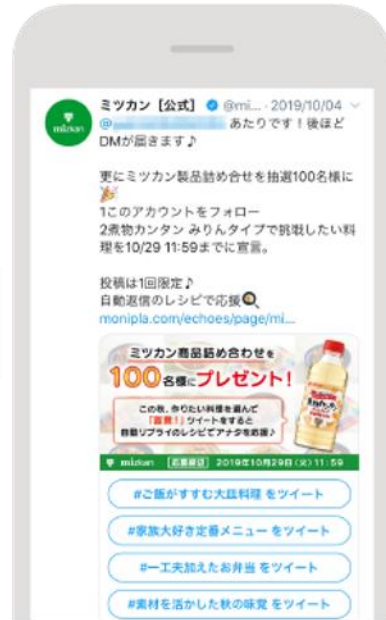 ミツカン【公式】 @mi... · 2019/10/04
mizkan
@ あたりです！後ほど
DMが届きます♪
更にミツカン製品詰め合せを抽選100名様に
🎉
1このアカウントをフォロー
2煮物カンタン みりんタイプで挑戦したい料
理を10/29 11:59までに宣言。
投稿は1回限定♪
自動返信のレシピで応援🔍
monipla.com/echoes/page/mi...
ミツカン商品詰め合わせを
100名様にプレゼント！
この秋、作りたい料理を選んで
「宣言！」ツイートをすると
自動リプライのレシピでアナタを応援♪
mizkan 【応募締切】 2019年10月29日(火)11:59
#ご飯がすすむ大皿料理 をツイート
#家族大好き定番メニュー をツイート
#一工夫加えたお弁当 をツイート
#素材を活かした秋の味覚 をツイート